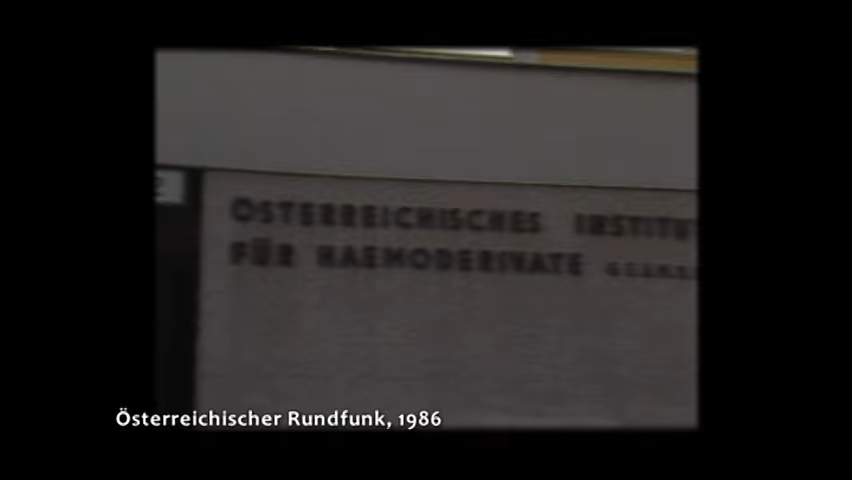 ÖSTERREICHISCHES INSTITU
FÜR HAEMODERIVATE
Österreichischer Rundfunk, 1986